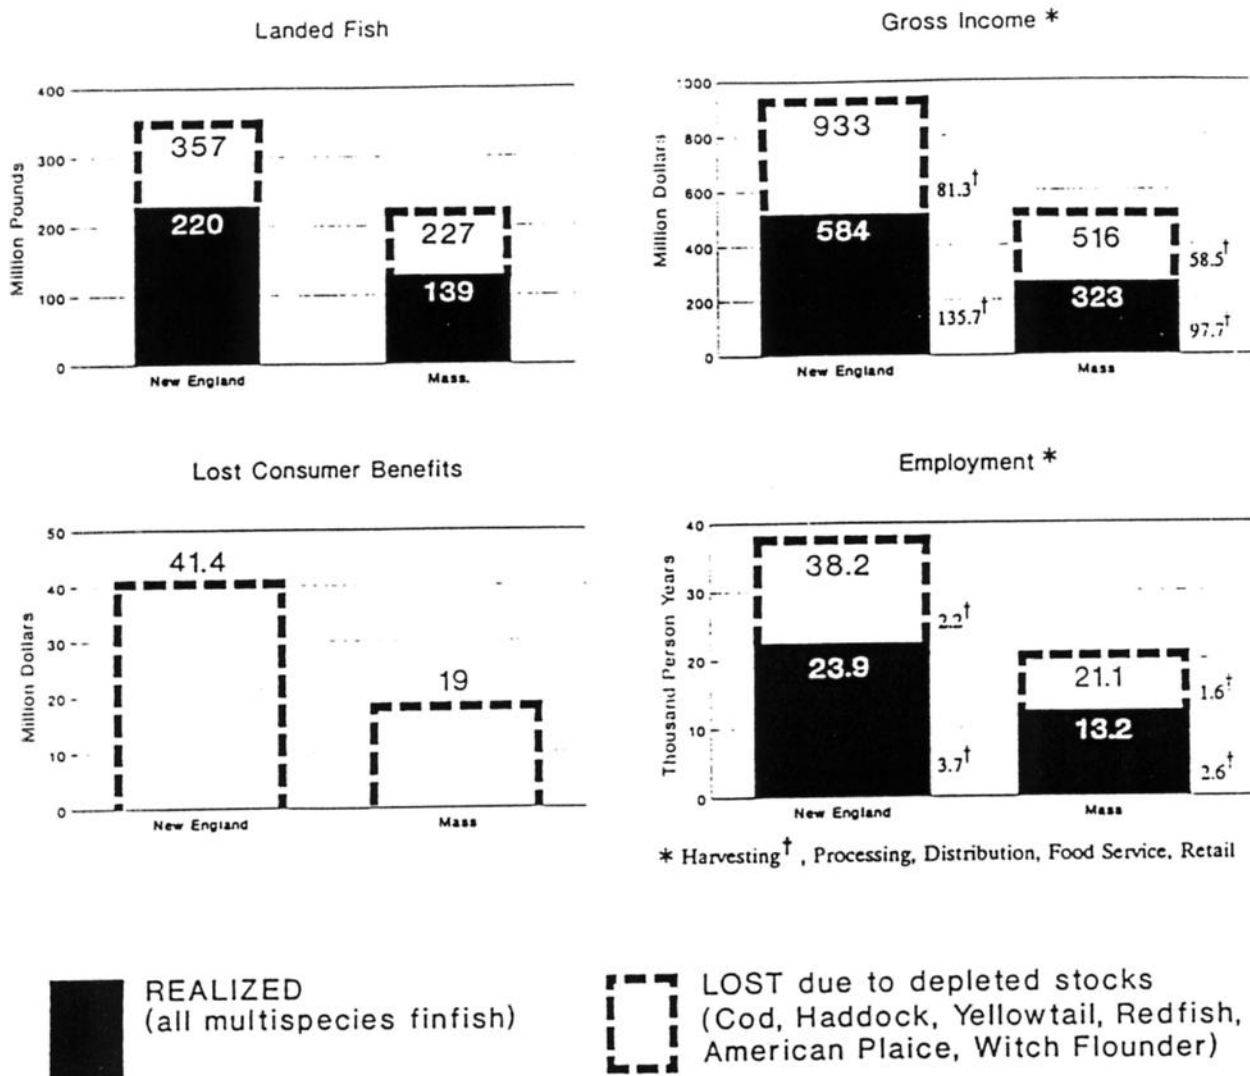 Landed Fish
Million Pounds
400
300
200
100
0
357
220
227
139
New England
Mass.
Gross Income *
Million Dollars
1000
800
600
400
200
0
933
584
81.3†
135.7†
516
323
58.5†
97.7†
New England
Mass
Lost Consumer Benefits
Million Dollars
50
40
30
20
10
0
41.4
19
New England
Mass
Employment *
Thousand Person Years
40
30
20
10
0
38.2
23.9
2.2†
3.7†
21.1
13.2
1.6†
2.6†
New England
Mass
* Harvesting†, Processing, Distribution, Food Service, Retail
REALIZED
(all multispecies finfish)
LOST due to depleted stocks
(Cod, Haddock, Yellowtail, Redfish,
American Plaice, Witch Flounder)